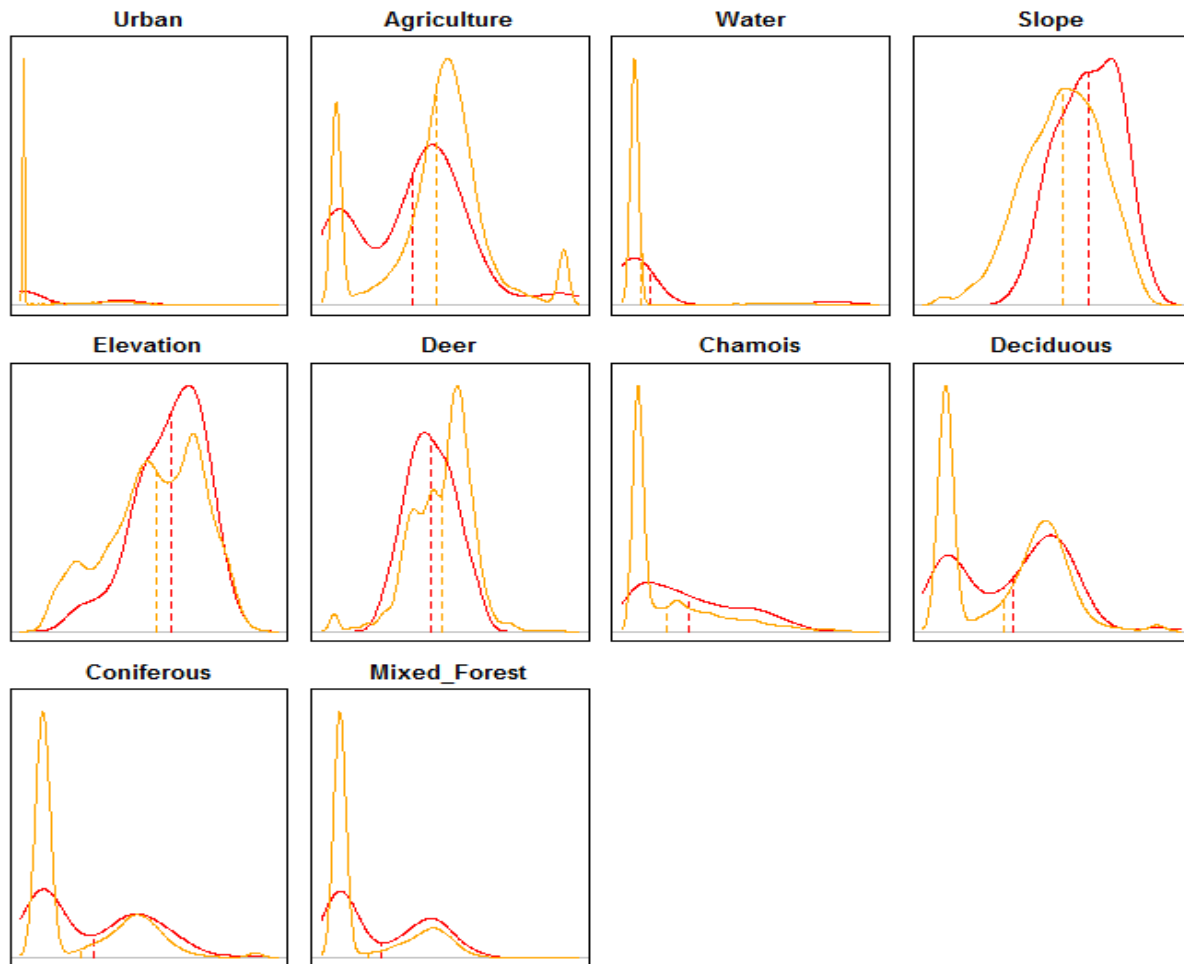 Urban
Agriculture
Water
Slope
Elevation
Deer
Chamois
Deciduous
Coniferous
Mixed_Forest